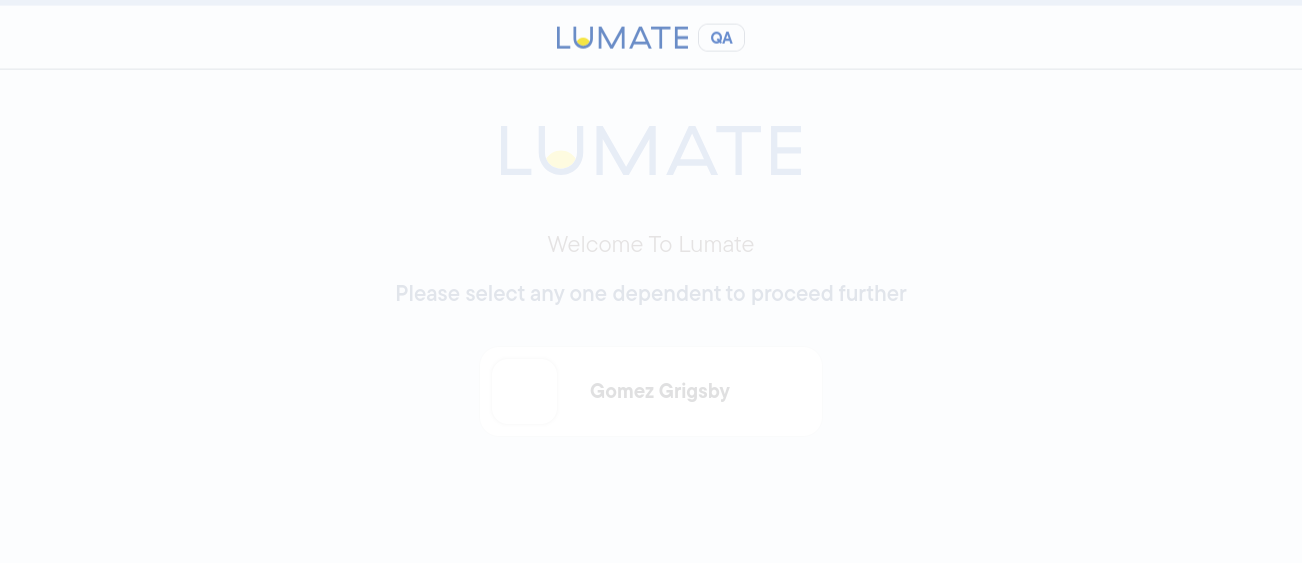 LUMATE QA
LUMATE
Welcome To Lumate
Please select any one dependent to proceed further
Gomez Grigsby